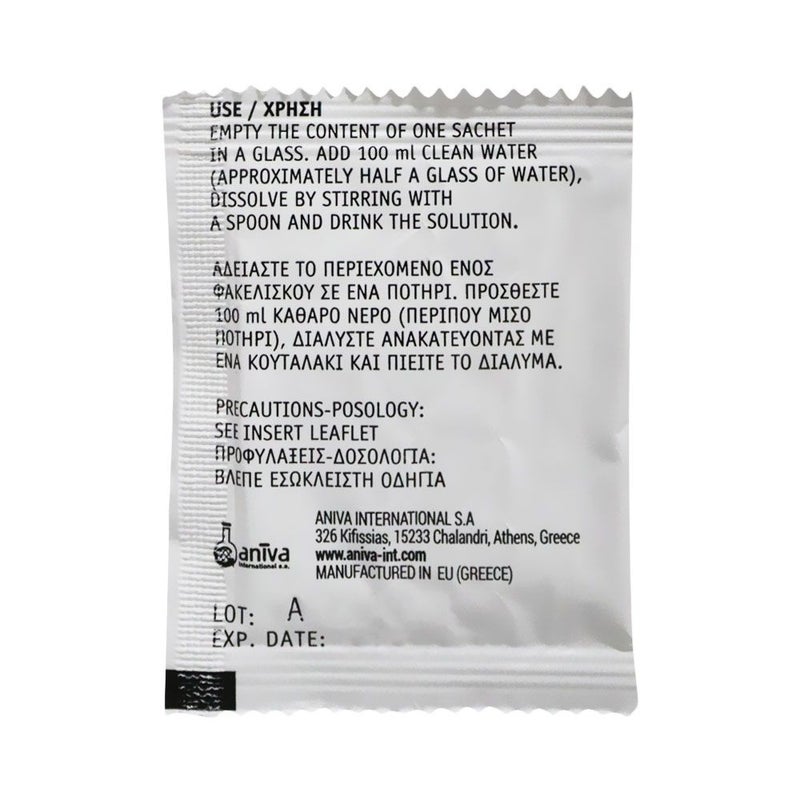 USE / ΧΡΗΣΗ
EMPTY THE CONTENT OF ONE SACHET
IN A GLASS. ADD 100 ml CLEAN WATER
(APPROXIMATELY HALF A GLASS OF WATER),
DISSOLVE BY STIRRING WITH
A SPOON AND DRINK THE SOLUTION.
ΑΔΕΙΑΣΤΕ ΤΟ ΠΕΡΙΕΧΟΜΕΝΟ ΕΝΟΣ
ΦΑΚΕΛΙΣΚΟΥ ΣΕ ΕΝΑ ΠΟΤΗΡΙ. ΠΡΟΣΘΕΣΤΕ
100 ml ΚΑΘΑΡΟ ΝΕΡΟ (ΠΕΡΙΠΟΥ ΜΙΣΟ
ΠΟΤΗΡΙ), ΔΙΑΛΥΣΤΕ ΑΝΑΚΑΤΕΥΟΝΤΑΣ ΜΕ
ΕΝΑ ΚΟΥΤΑΛΑΚΙ ΚΑΙ ΠΙΕΙΤΕ ΤΟ ΔΙΑΛΥΜΑ.
PRECAUTIONS-POSOLOGY:
SEE INSERT LEAFLET
ΠΡΟΦΥΛΑΞΕΙΣ-ΔΟΣΟΛΟΓΙΑ:
ΒΛΕΠΕ ΕΣΩΚΛΕΙΣΤΗ ΟΔΗΓΙΑ
ANIVA INTERNATIONAL S.A
326 Kifissias, 15233 Chalandri, Athens, Greece
www.aniva-int.com
MANUFACTURED IN EU (GREECE)
anīva
international s.a.
LOT: A
EXP. DATE: